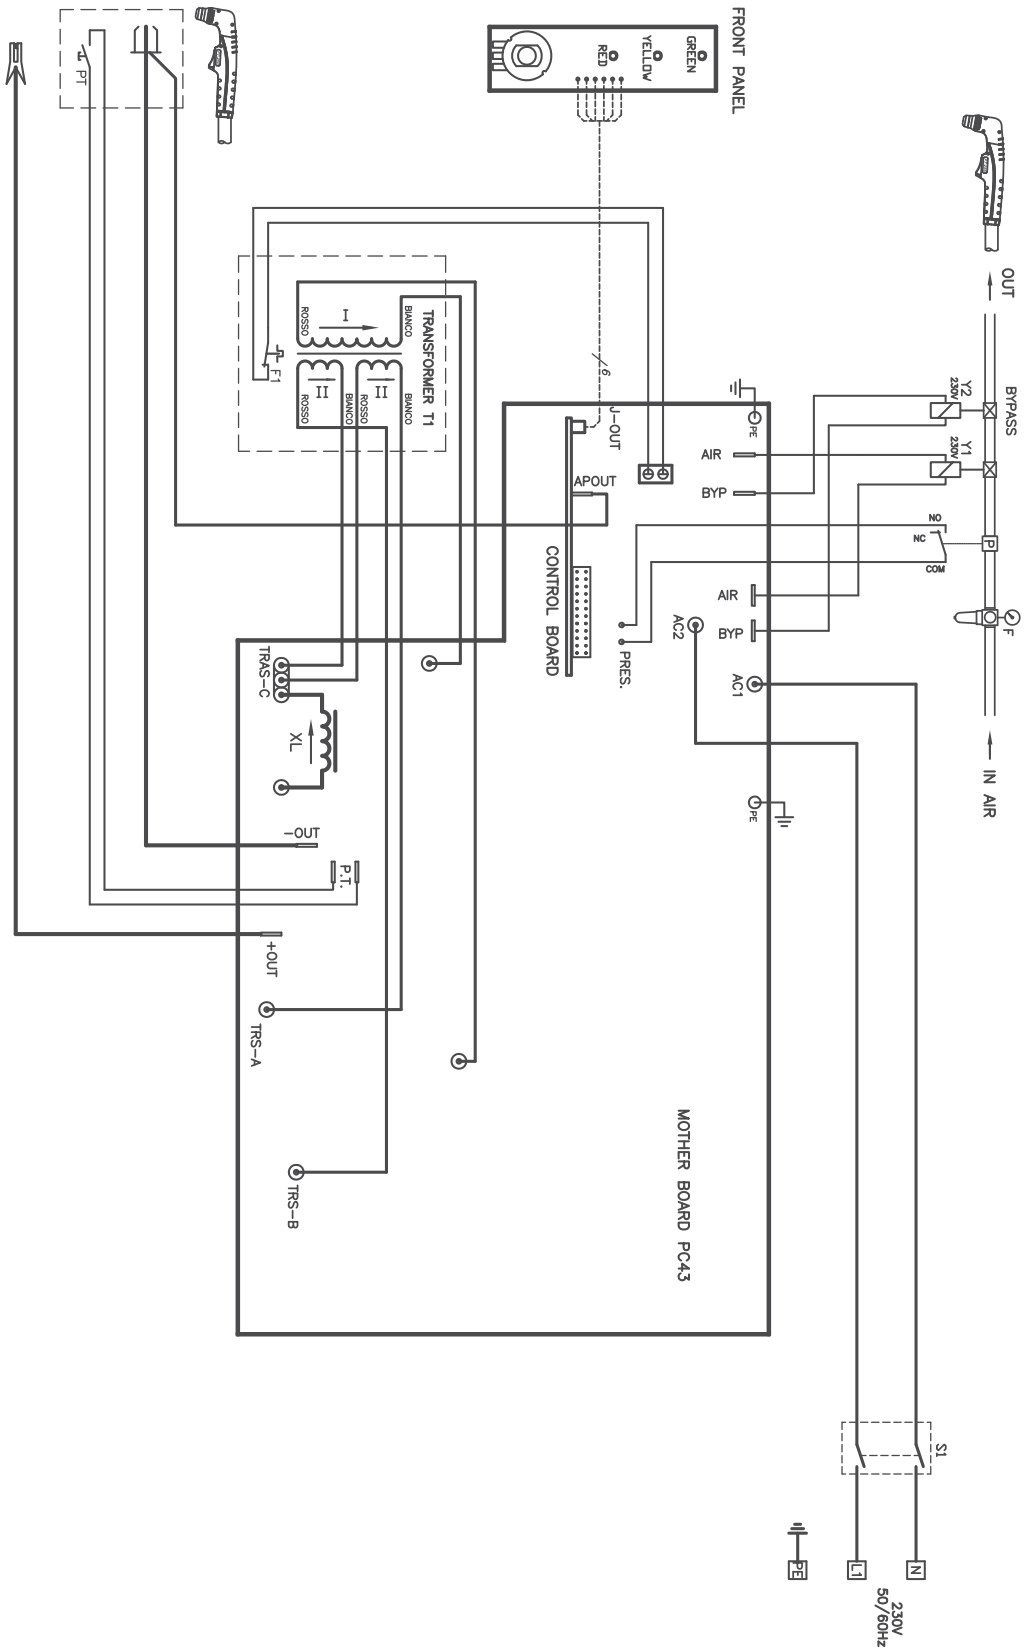 FRONT PANEL
GREEN
YELLOW
RED
PT
OUT
BYPASS
Y2
230V
Y1
230V
IN AIR
P
F
NO
NC
COM
PE
AIR
BYP
AIR
BYP
AC2
AC1
PE
6
J-OUT
APOUT
CONTROL BOARD
PRES.
TRANSFORMER T1
ROSSO
BIANCO
I
II
II
ROSSO
BIANCO
ROSSO
BIANCO
F1
TRAS-C
XL
-OUT
P.T.
+OUT
TRS-A
TRS-B
MOTHER BOARD PC43
S1
PE
L1
N
230V
50/60Hz